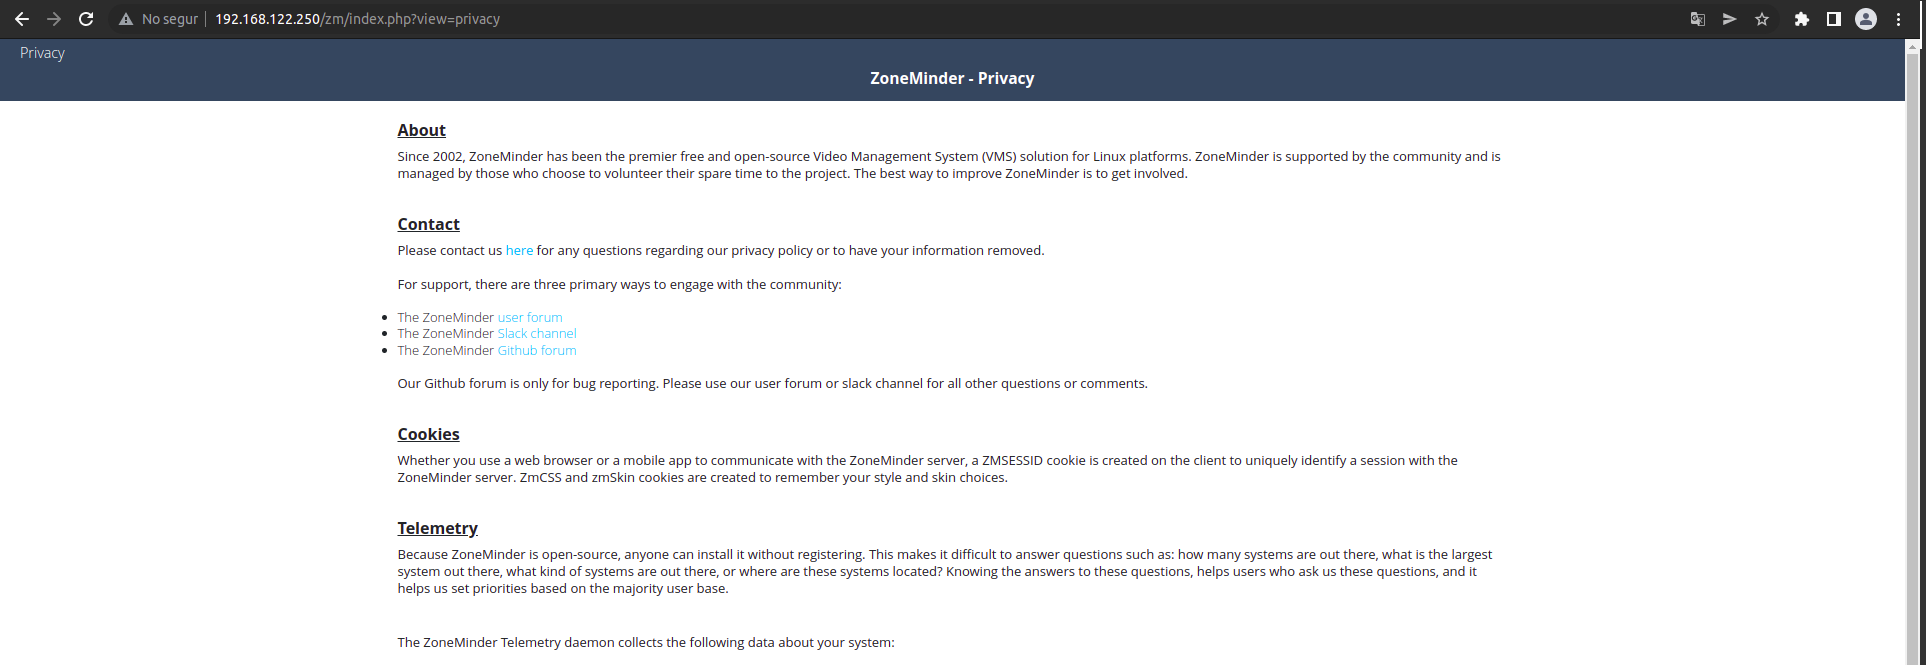 No segur
192.168.122.250/zm/index.php?view=privacy
Privacy
ZoneMinder - Privacy
About
Since 2002, ZoneMinder has been the premier free and open-source Video Management System (VMS) solution for Linux platforms. ZoneMinder is supported by the community and is
managed by those who choose to volunteer their spare time to the project. The best way to improve ZoneMinder is to get involved.
Contact
Please contact us here for any questions regarding our privacy policy or to have your information removed.
For support, there are three primary ways to engage with the community:
The ZoneMinder user forum
The ZoneMinder Slack channel
The ZoneMinder Github forum
Our Github forum is only for bug reporting. Please use our user forum or slack channel for all other questions or comments.
Cookies
Whether you use a web browser or a mobile app to communicate with the ZoneMinder server, a ZMSESSID cookie is created on the client to uniquely identify a session with the
ZoneMinder server. ZmCSS and zmSkin cookies are created to remember your style and skin choices.
Telemetry
Because ZoneMinder is open-source, anyone can install it without registering. This makes it difficult to answer questions such as: how many systems are out there, what is the largest
system out there, what kind of systems are out there, or where are these systems located? Knowing the answers to these questions, helps users who ask us these questions, and it
helps us set priorities based on the majority user base.
The ZoneMinder Telemetry daemon collects the following data about your system: